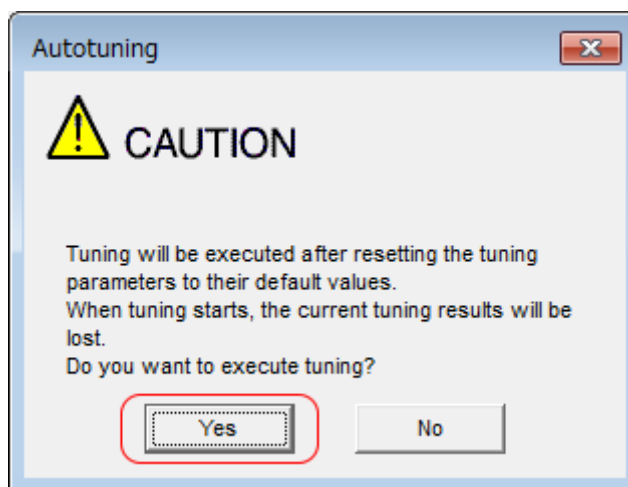 Autotuning
CAUTION
Tuning will be executed after resetting the tuning
parameters to their default values.
When tuning starts, the current tuning results will be
lost.
Do you want to execute tuning?
Yes
No